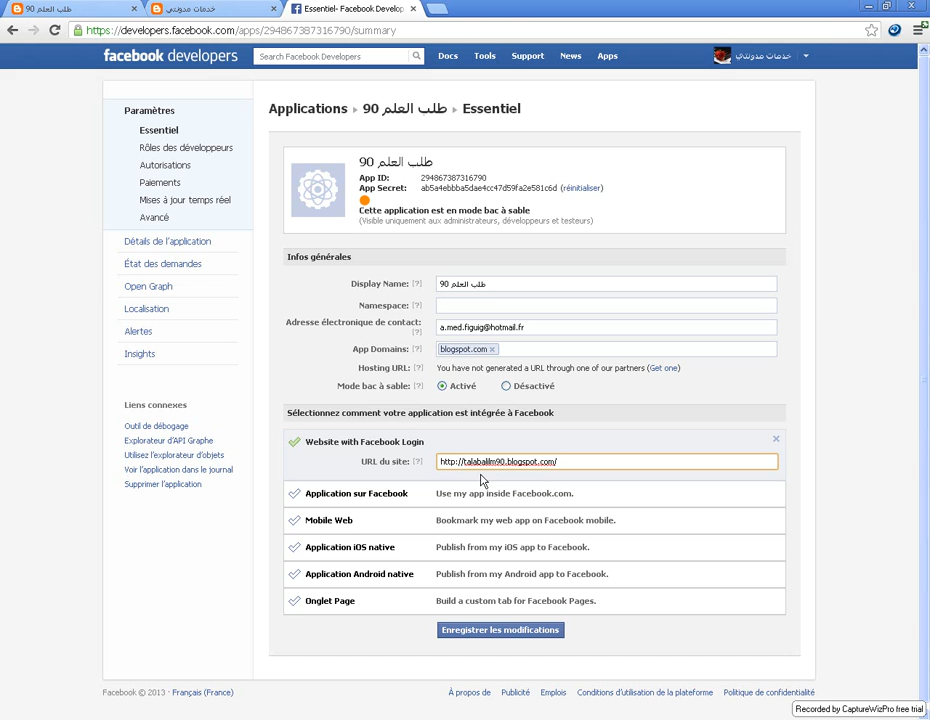 طلب العلم 90
خدمات مدونتي
Essentiel- Facebook Develop
https://developers.facebook.com/apps/294867387316790/summary
facebook developers
Search Facebook Developers
Docs Tools Support News Apps
خدمات مدونتي
Paramètres
Essentiel
Rôles des développeurs
Autorisations
Paiements
Mises à jour temps réel
Avancé
Détails de l'application
État des demandes
Open Graph
Localisation
Alertes
Insights
Liens connexes
Outil de débogage
Explorateur d'API Graphe
Utilisez l'explorateur d'objets
Voir l'application dans le journal
Supprimer l'application
Applications ▸ طلب العلم 90 ▸ Essentiel
طلب العلم 90
App ID: 294867387316790
App Secret: ab5a4ebbba5dae4cc47d59fa2e581c6d (réinitialiser)
Cette application est en mode bac à sable
(Visible uniquement aux administrateurs, développeurs et testeurs)
Infos générales
Display Name: [?] طلب العلم 90
Namespace: [?]
Adresse électronique de contact: [?] a.med.figuig@hotmail.fr
App Domains: [?] blogspot.com ×
Hosting URL: [?] You have not generated a URL through one of our partners (Get one)
Mode bac à sable: [?] Activé Désactivé
Sélectionnez comment votre application est intégrée à Facebook
Website with Facebook Login
URL du site: [?] http://talabalilm90.blogspot.com/
Application sur Facebook Use my app inside Facebook.com.
Mobile Web Bookmark my web app on Facebook mobile.
Application iOS native Publish from my iOS app to Facebook.
Application Android native Publish from my Android app to Facebook.
Onglet Page Build a custom tab for Facebook Pages.
Enregistrer les modifications
Facebook © 2013 · Français (France)
À propos de Publicité Emplois Conditions d'utilisation de la plateforme Politique de confidentialité
Recorded by CaptureWizPro free trial